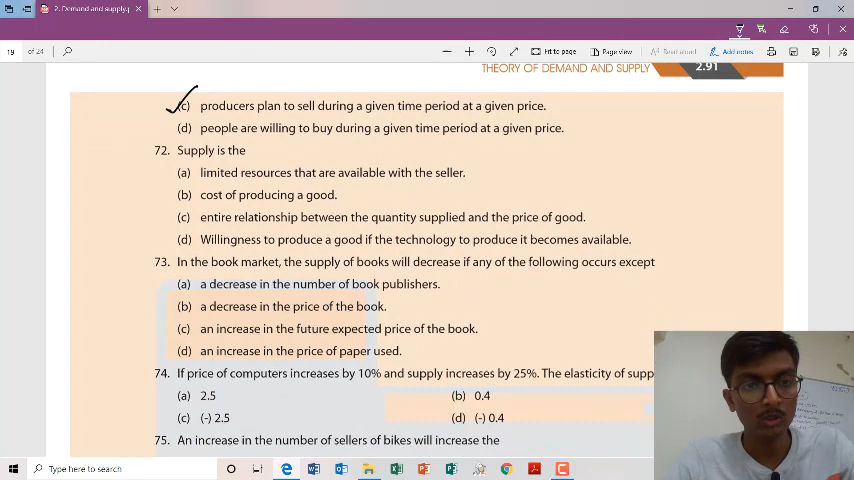 2. Demand and supply.p
19 of 24
Fit to page
Page view
Read aloud
Add notes
THEORY OF DEMAND AND SUPPLY 2.91
(c) producers plan to sell during a given time period at a given price.
(d) people are willing to buy during a given time period at a given price.
72. Supply is the
(a) limited resources that are available with the seller.
(b) cost of producing a good.
(c) entire relationship between the quantity supplied and the price of good.
(d) Willingness to produce a good if the technology to produce it becomes available.
73. In the book market, the supply of books will decrease if any of the following occurs except
(a) a decrease in the number of book publishers.
(b) a decrease in the price of the book.
(c) an increase in the future expected price of the book.
(d) an increase in the price of paper used.
74. If price of computers increases by 10% and supply increases by 25%. The elasticity of supp
(a) 2.5 (b) 0.4
(c) (-) 2.5 (d) (-) 0.4
75. An increase in the number of sellers of bikes will increase the
Type here to search